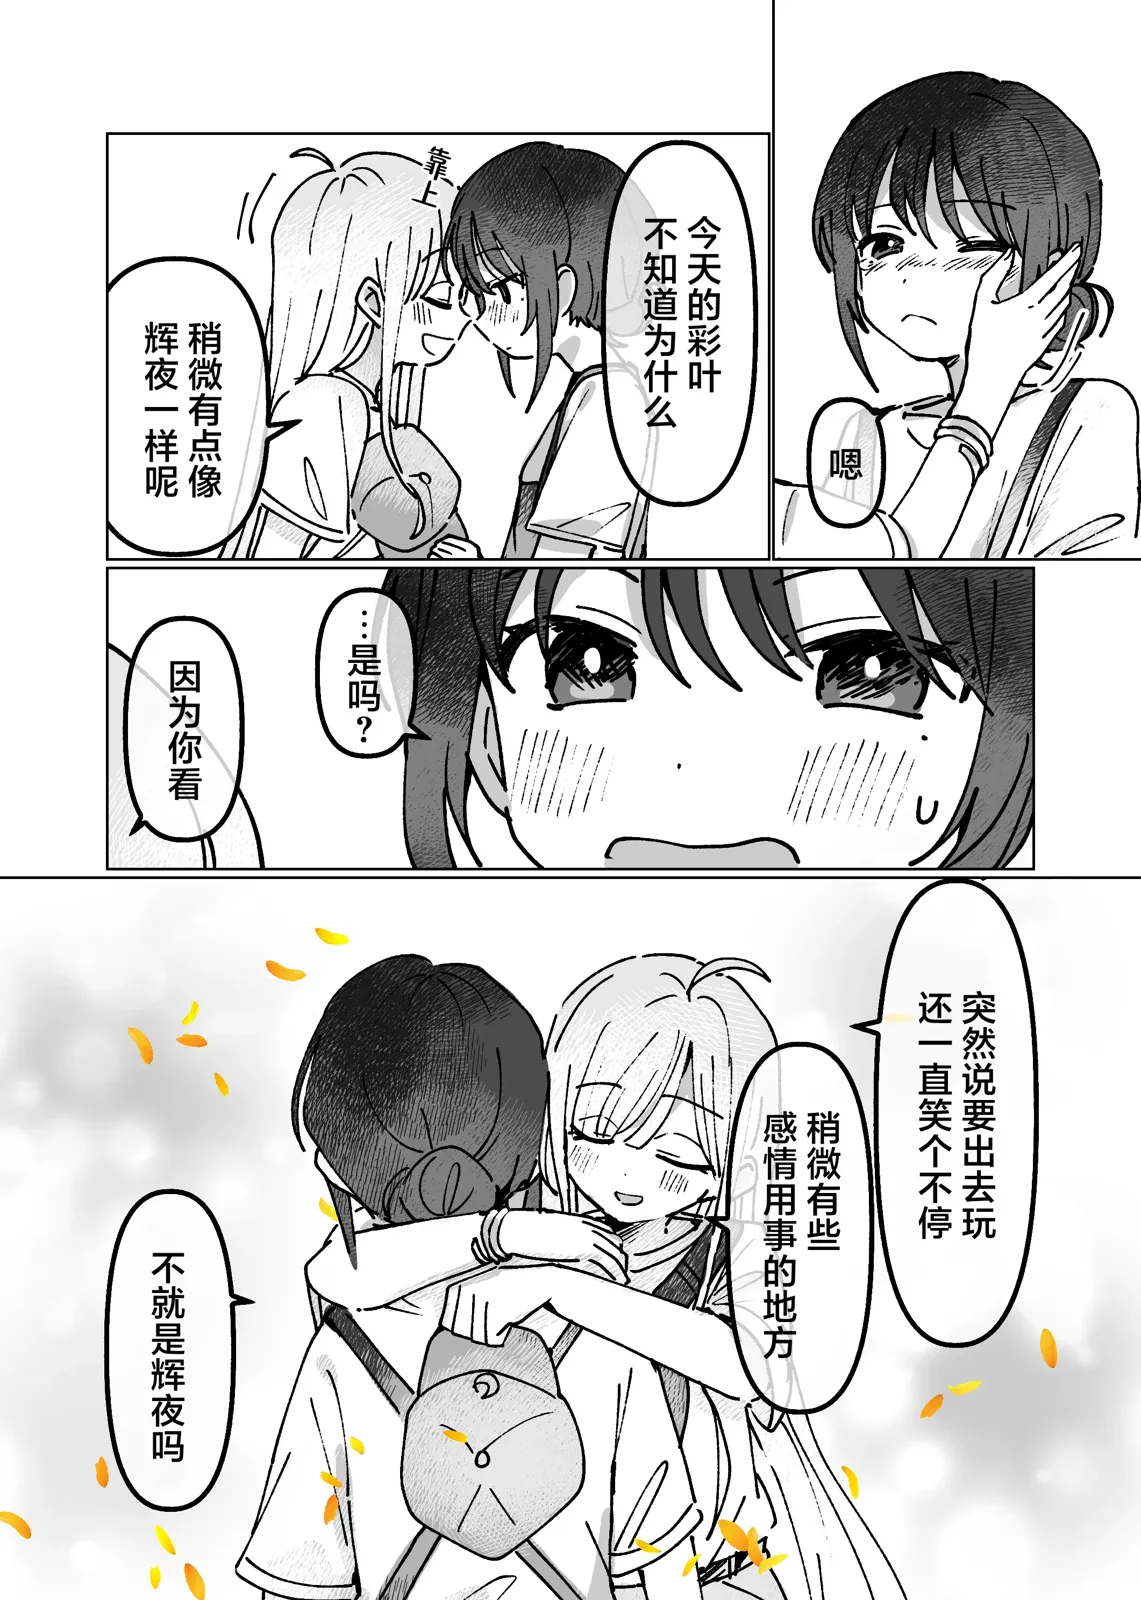 嗯
今天的彩叶
不知道为什么
靠上
稍微有点像
辉夜一样呢
…是吗？
因为你看
突然说要出去玩
还一直笑个不停
稍微有些
感情用事的地方
不就是辉夜吗